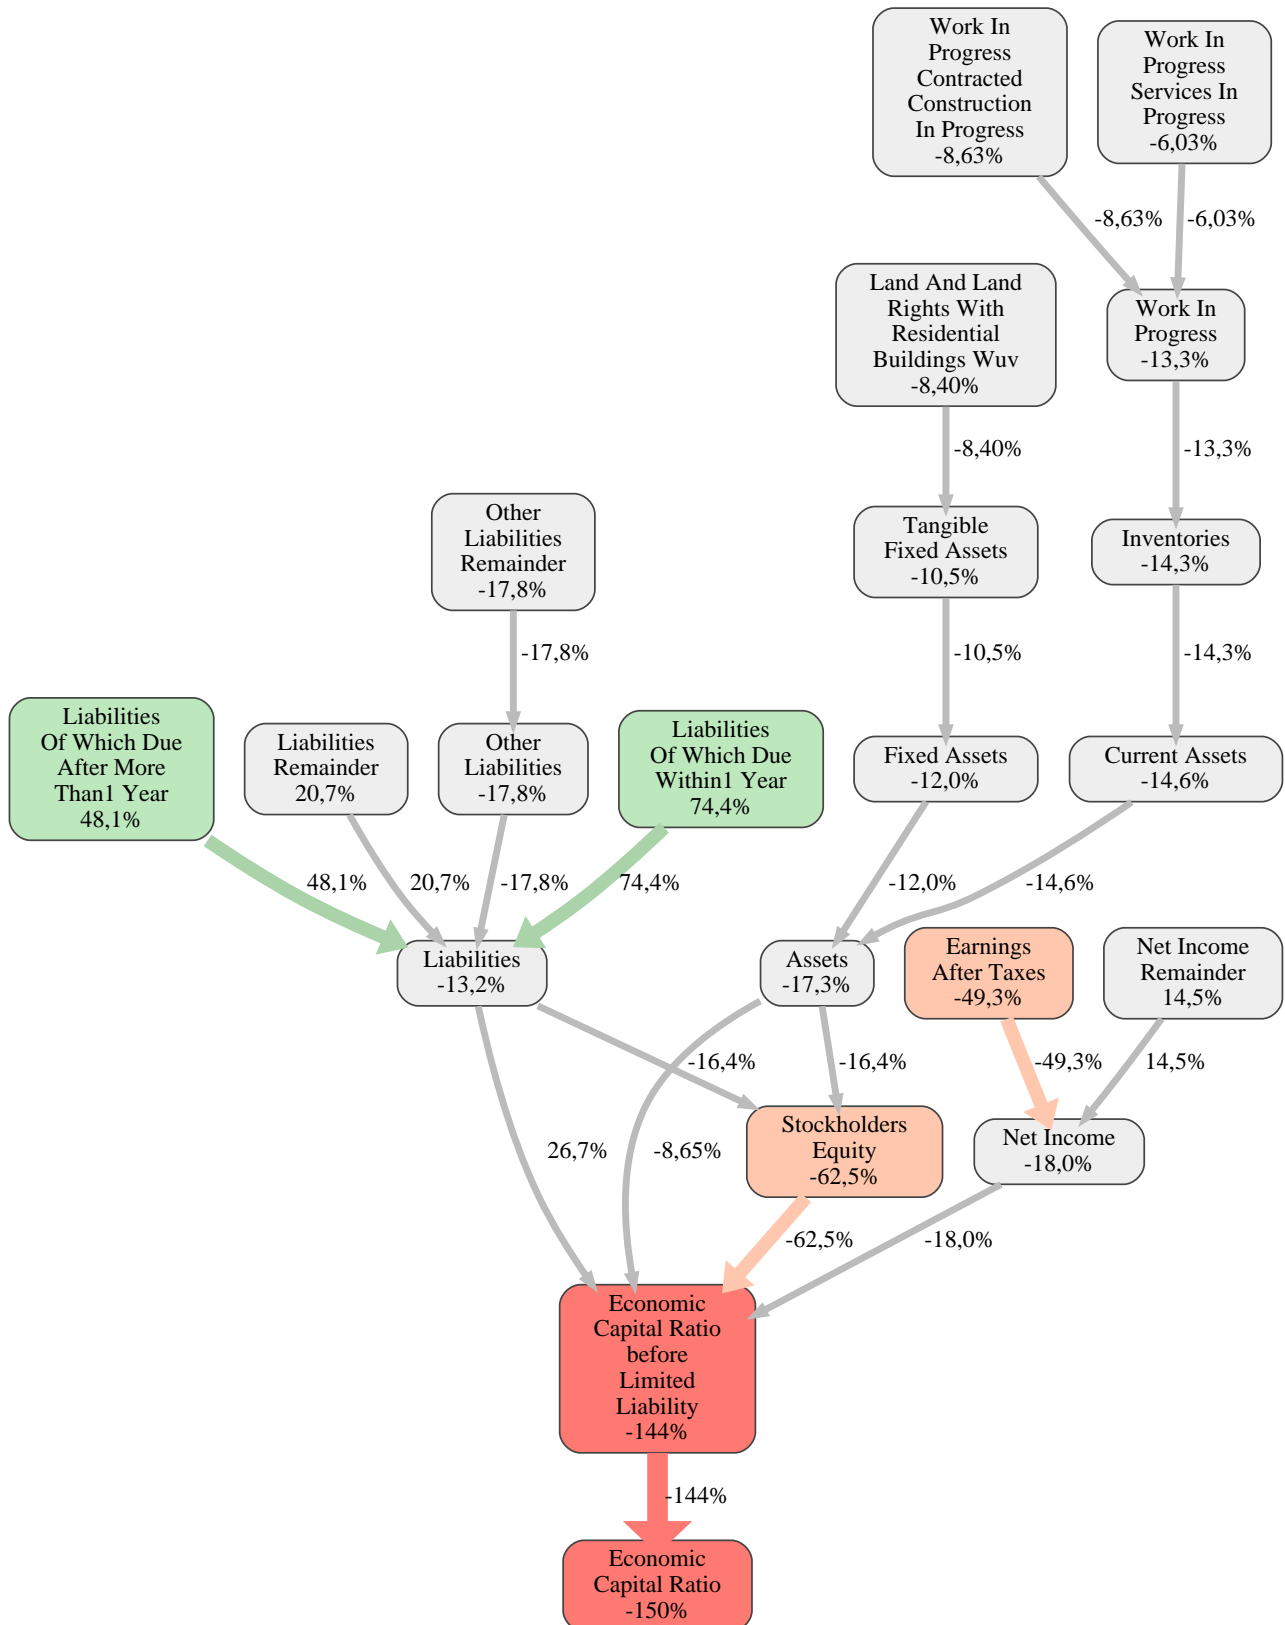 Work In
Progress
Contracted
Construction
In Progress
-8,63%
Work In
Progress
Services In
Progress
-6,03%
-8,63%
-6,03%
Land And Land
Rights With
Residential
Buildings Wuv
-8,40%
Work In
Progress
-13,3%
-8,40%
-13,3%
Other
Liabilities
Remainder
-17,8%
Tangible
Fixed Assets
-10,5%
Inventories
-14,3%
-17,8%
-10,5%
-14,3%
Liabilities
Of Which Due
After More
Than1 Year
48,1%
Liabilities
Remainder
20,7%
Other
Liabilities
-17,8%
Liabilities
Of Which Due
Within1 Year
74,4%
Fixed Assets
-12,0%
Current Assets
-14,6%
48,1%
20,7%
-17,8%
74,4%
-12,0%
-14,6%
Liabilities
-13,2%
Assets
-17,3%
Earnings
After Taxes
-49,3%
Net Income
Remainder
14,5%
-16,4%
-16,4%
-49,3%
14,5%
Stockholders
Equity
-62,5%
Net Income
-18,0%
26,7%
-8,65%
-62,5%
-18,0%
Economic
Capital Ratio
before
Limited
Liability
-144%
-144%
Economic
Capital Ratio
-150%